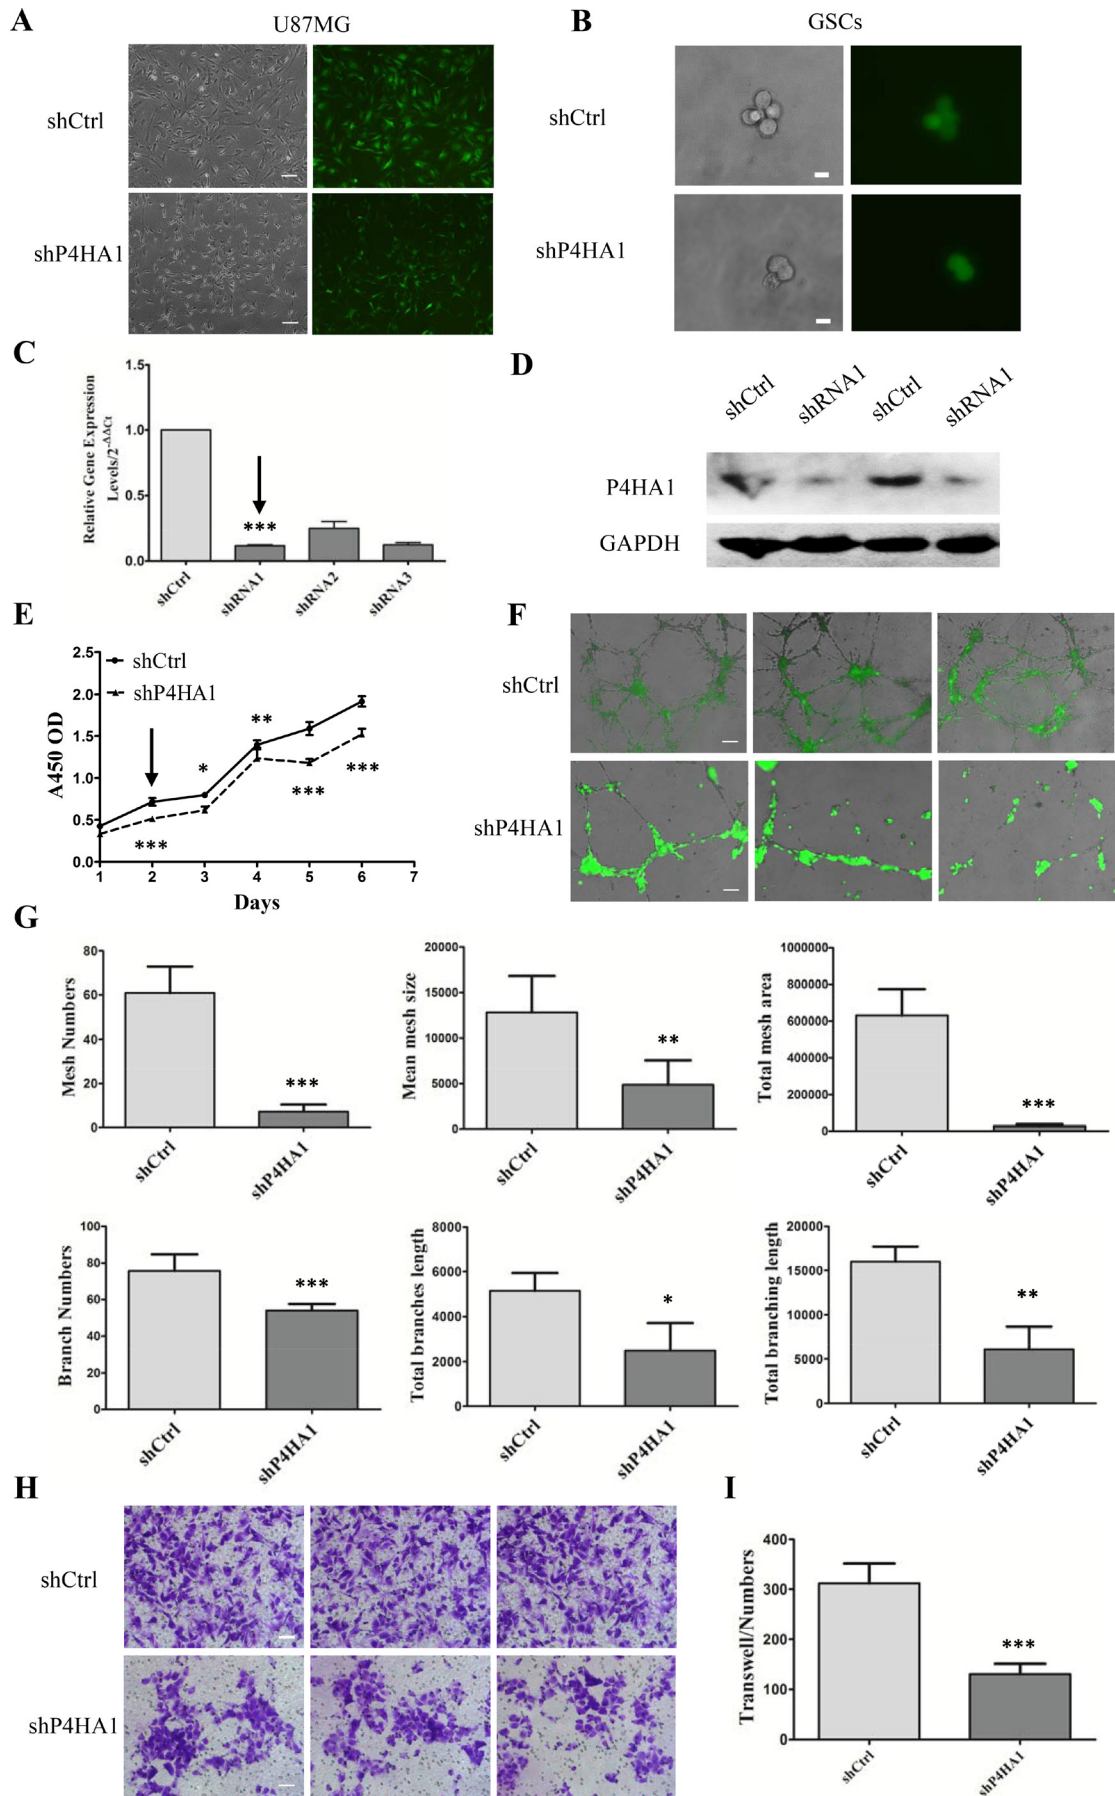 A
U87MG
B
GSCs
shCtrl
shP4HA1
shCtrl
shP4HA1
C
Relative Gene Expression
Levels/2^-ΔΔCt
1.5
1.0
0.5
0.0
***
shCtrl
shRNA1
shRNA2
shRNA3
D
shCtrl
shRNA1
shCtrl
shRNA1
P4HA1
GAPDH
E
A450 OD
2.5
2.0
1.5
1.0
0.5
0.0
shCtrl
shP4HA1
***
*
**
***
***
1 2 3 4 5 6 7
Days
F
shCtrl
shP4HA1
G
Mesh Numbers
80
60
40
20
0
***
shCtrl
shP4HA1
Mean mesh size
20000
15000
10000
5000
0
**
shCtrl
shP4HA1
Total mesh area
1000000
800000
600000
400000
200000
0
***
shCtrl
shP4HA1
Branch Numbers
100
80
60
40
20
0
***
shCtrl
shP4HA1
Total branches length
8000
6000
4000
2000
0
*
shCtrl
shP4HA1
Total branching length
20000
15000
10000
5000
0
**
shCtrl
shP4HA1
H
shCtrl
shP4HA1
I
Transwell/Numbers
400
300
200
100
0
***
shCtrl
shP4HA1